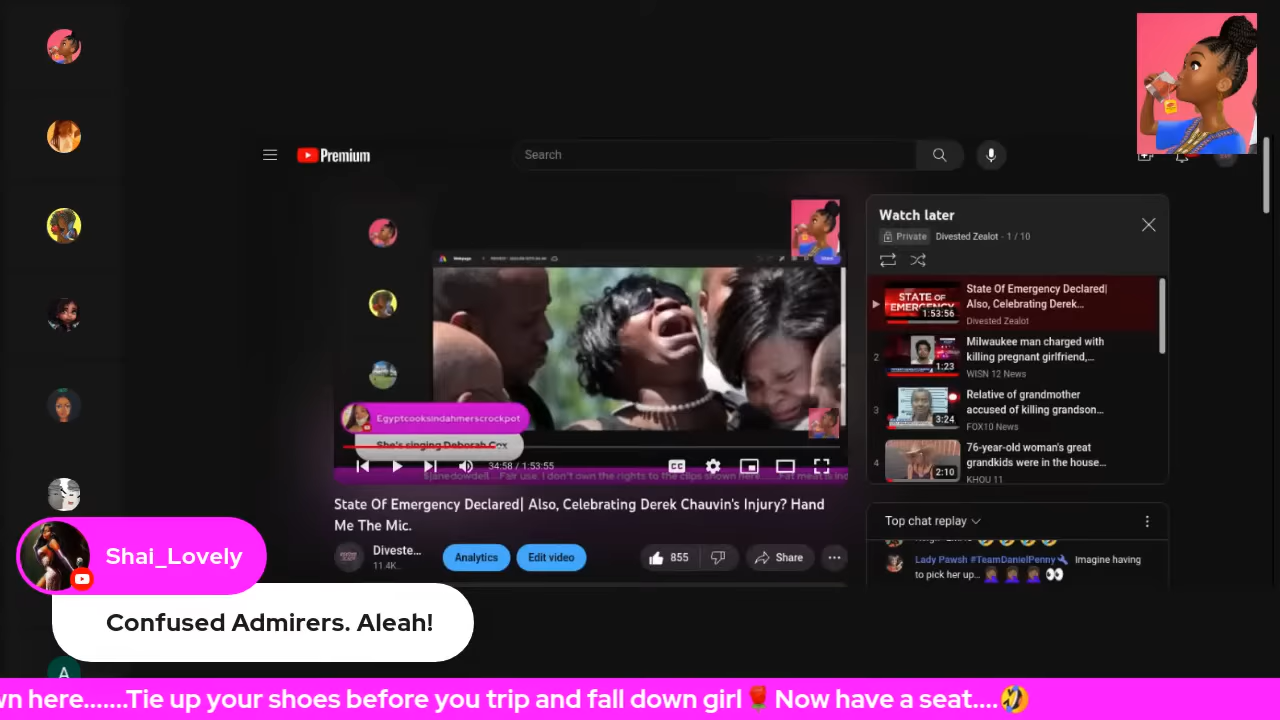 Premium
Search
Watch later
Private Divested Zealot · 1 / 10
State Of Emergency Declared|
Also, Celebrating Derek...
Divested Zealot
STATE OF
EMERGENCY
1:53:56
2
Milwaukee man charged with
killing pregnant girlfriend,...
WISN 12 News
1:23
3
Relative of grandmother
accused of killing grandson...
FOX10 News
3:24
4
76-year-old woman's great
grandkids were in the house...
KHOU 11
2:10
Egyptcooksindahmerscrockpot
She's singing Deborah Cox
34:58 / 1:53:55
CC
State Of Emergency Declared| Also, Celebrating Derek Chauvin's Injury? Hand
Me The Mic.
Diveste...
11.4K
Analytics
Edit video
855
Share
Top chat replay
Lady Pawsh #TeamDanielPenny🔧 Imagine having
to pick her up... 🤦🏾‍♀️ 🤦🏾‍♀️ 🤦🏾‍♀️ 👀
Shai_Lovely
Confused Admirers. Aleah!
A
wn here.......Tie up your shoes before you trip and fall down girl🌹Now have a seat....🤣